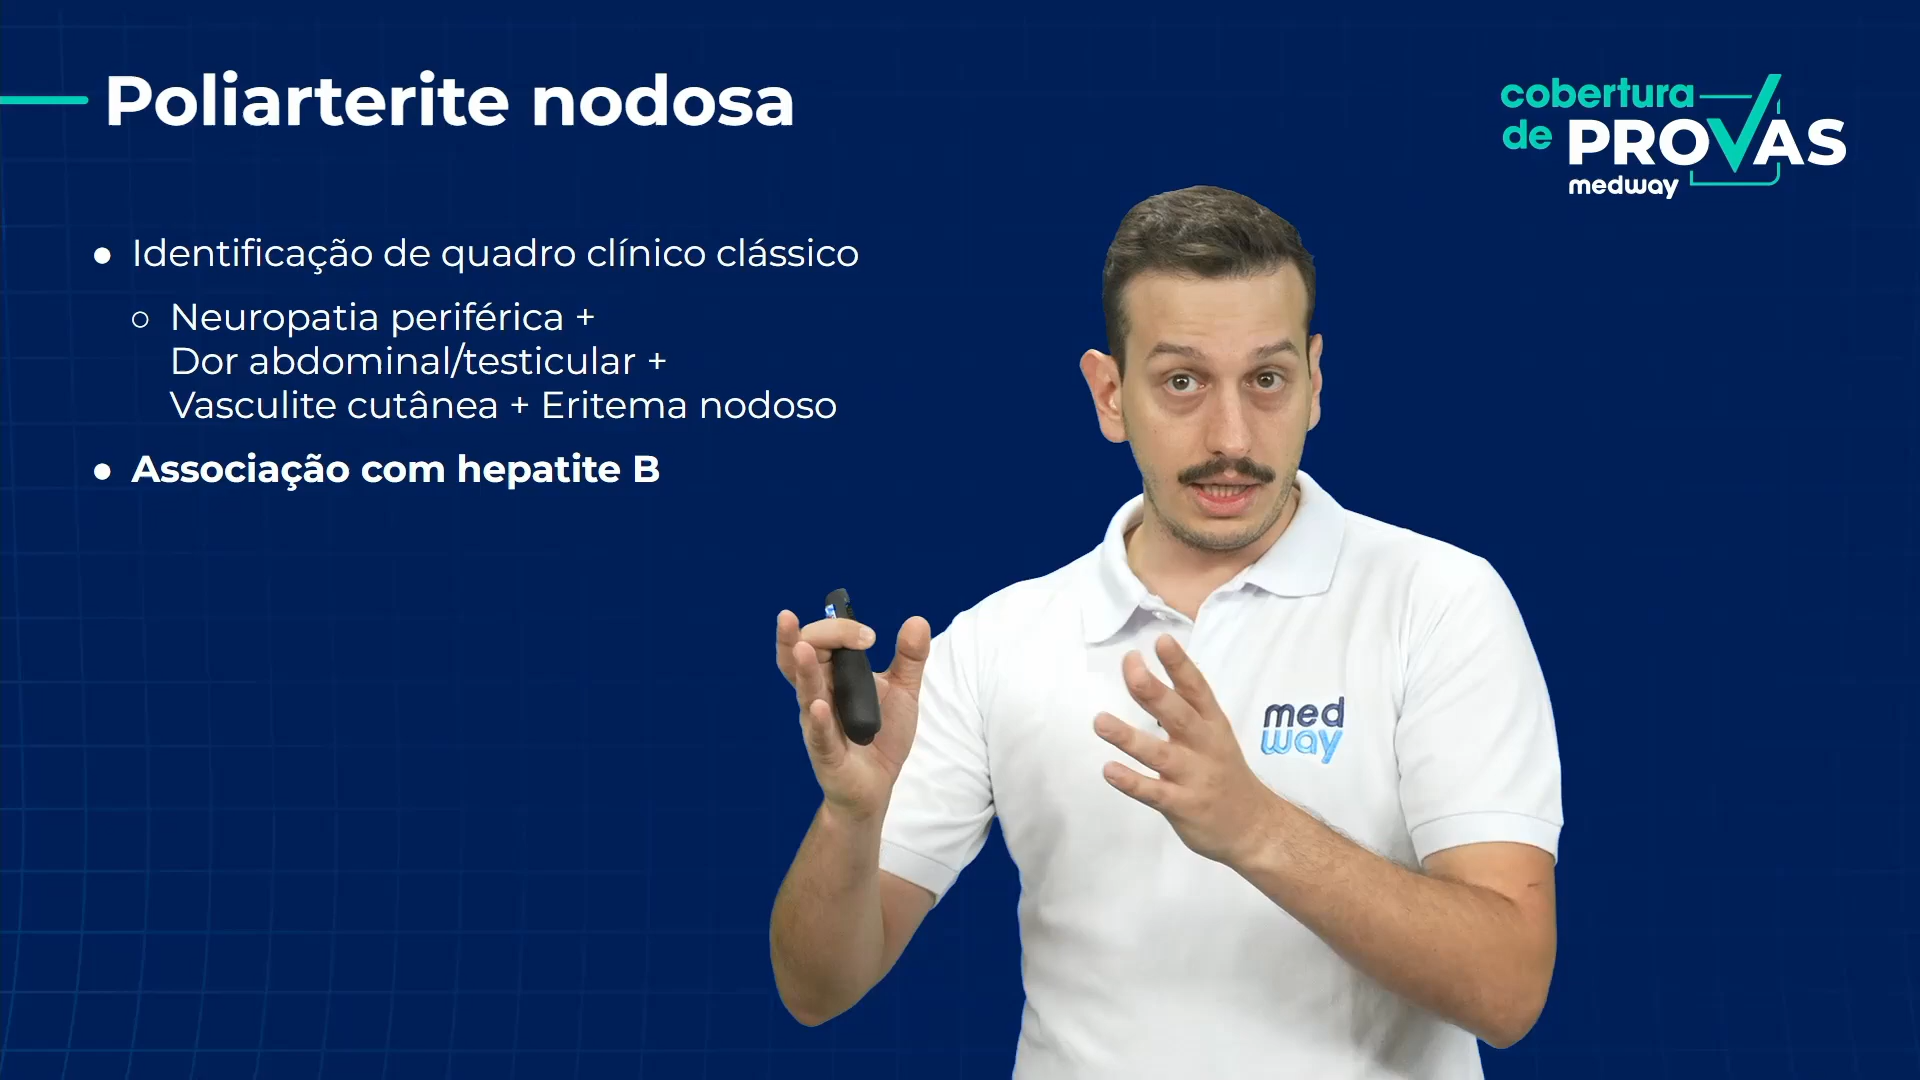 Poliarterite nodosa
cobertura
de PROVAS
medway
● Identificação de quadro clínico clássico
○ Neuropatia periférica +
Dor abdominal/testicular +
Vasculite cutânea + Eritema nodoso
● Associação com hepatite B
med
way